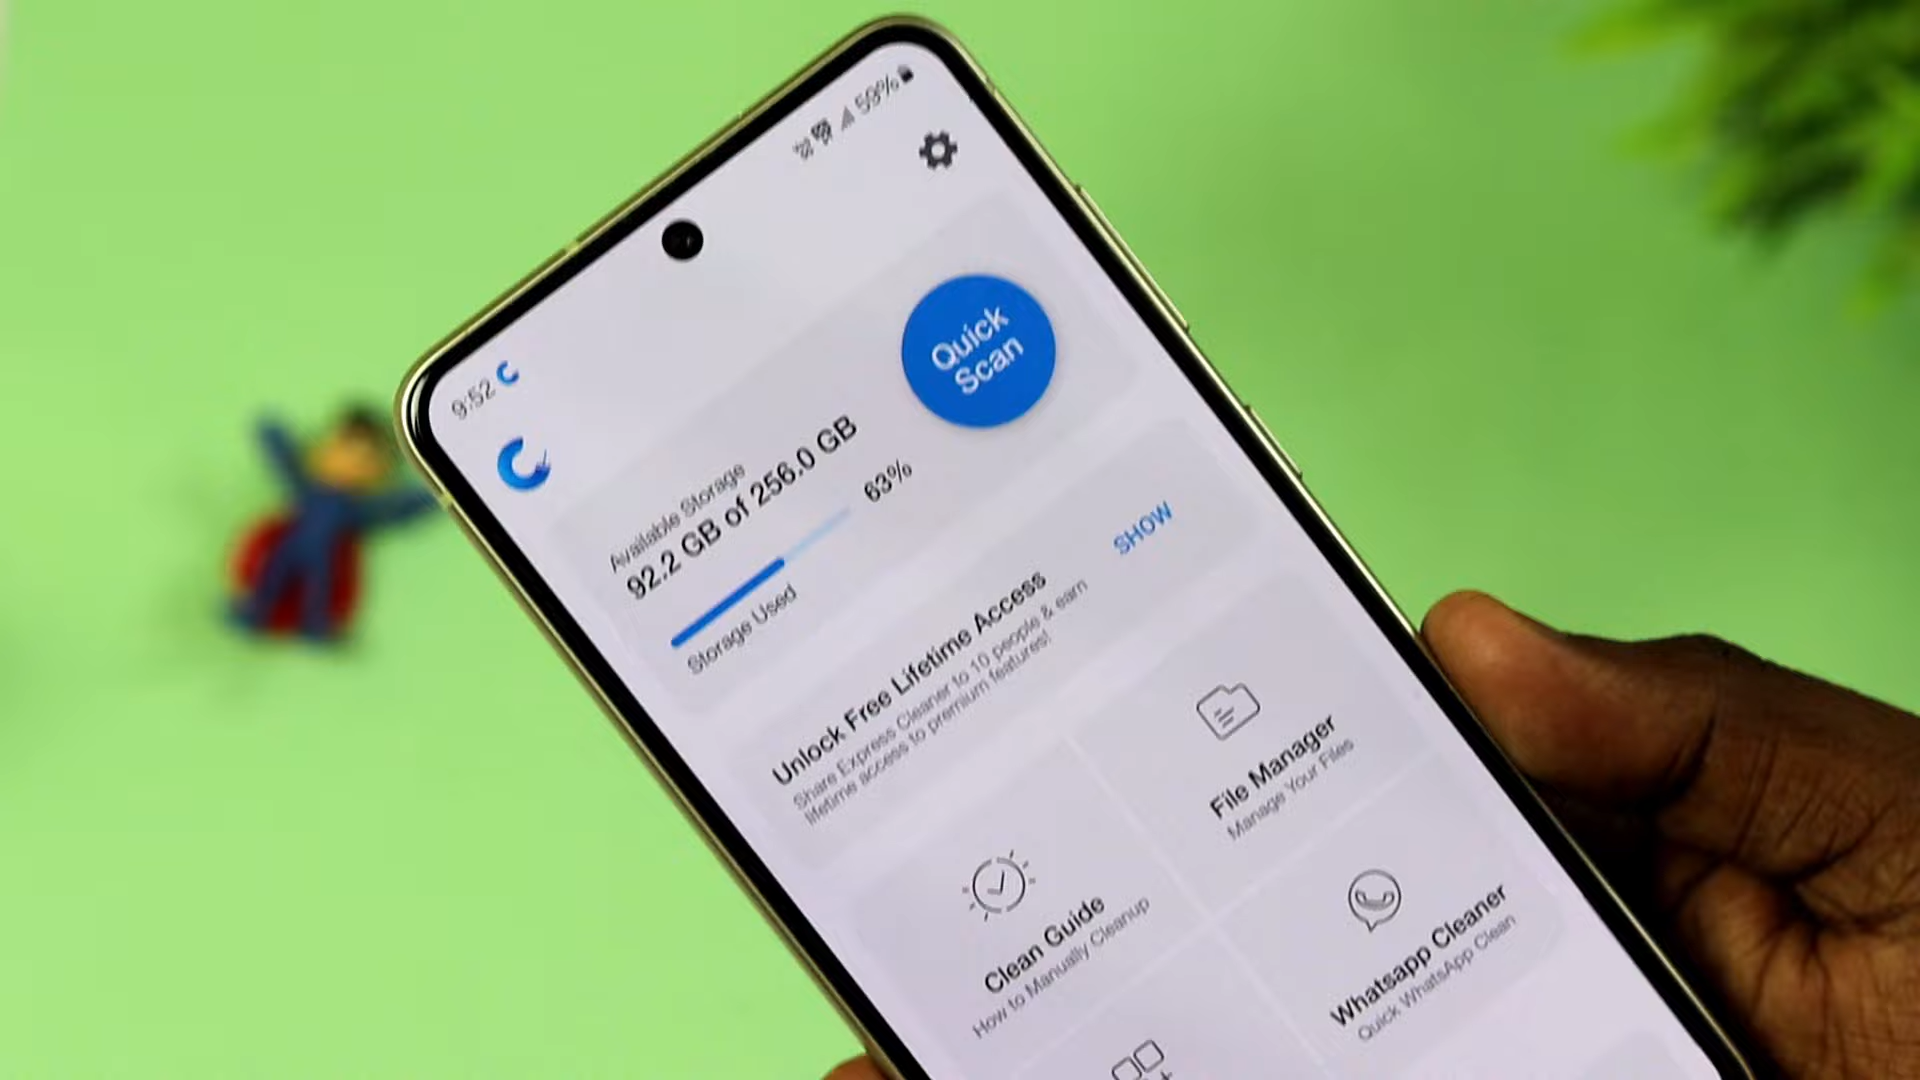 9:52
59%
Available Storage
92.2 GB of 256.0 GB
63%
Storage Used
Quick
Scan
Unlock Free Lifetime Access
Share Express Cleaner to 10 people & earn
lifetime access to premium features!
SHOW
Clean Guide
How to Manually Cleanup
File Manager
Manage Your Files
Whatsapp Cleaner
Quick WhatsApp Clean